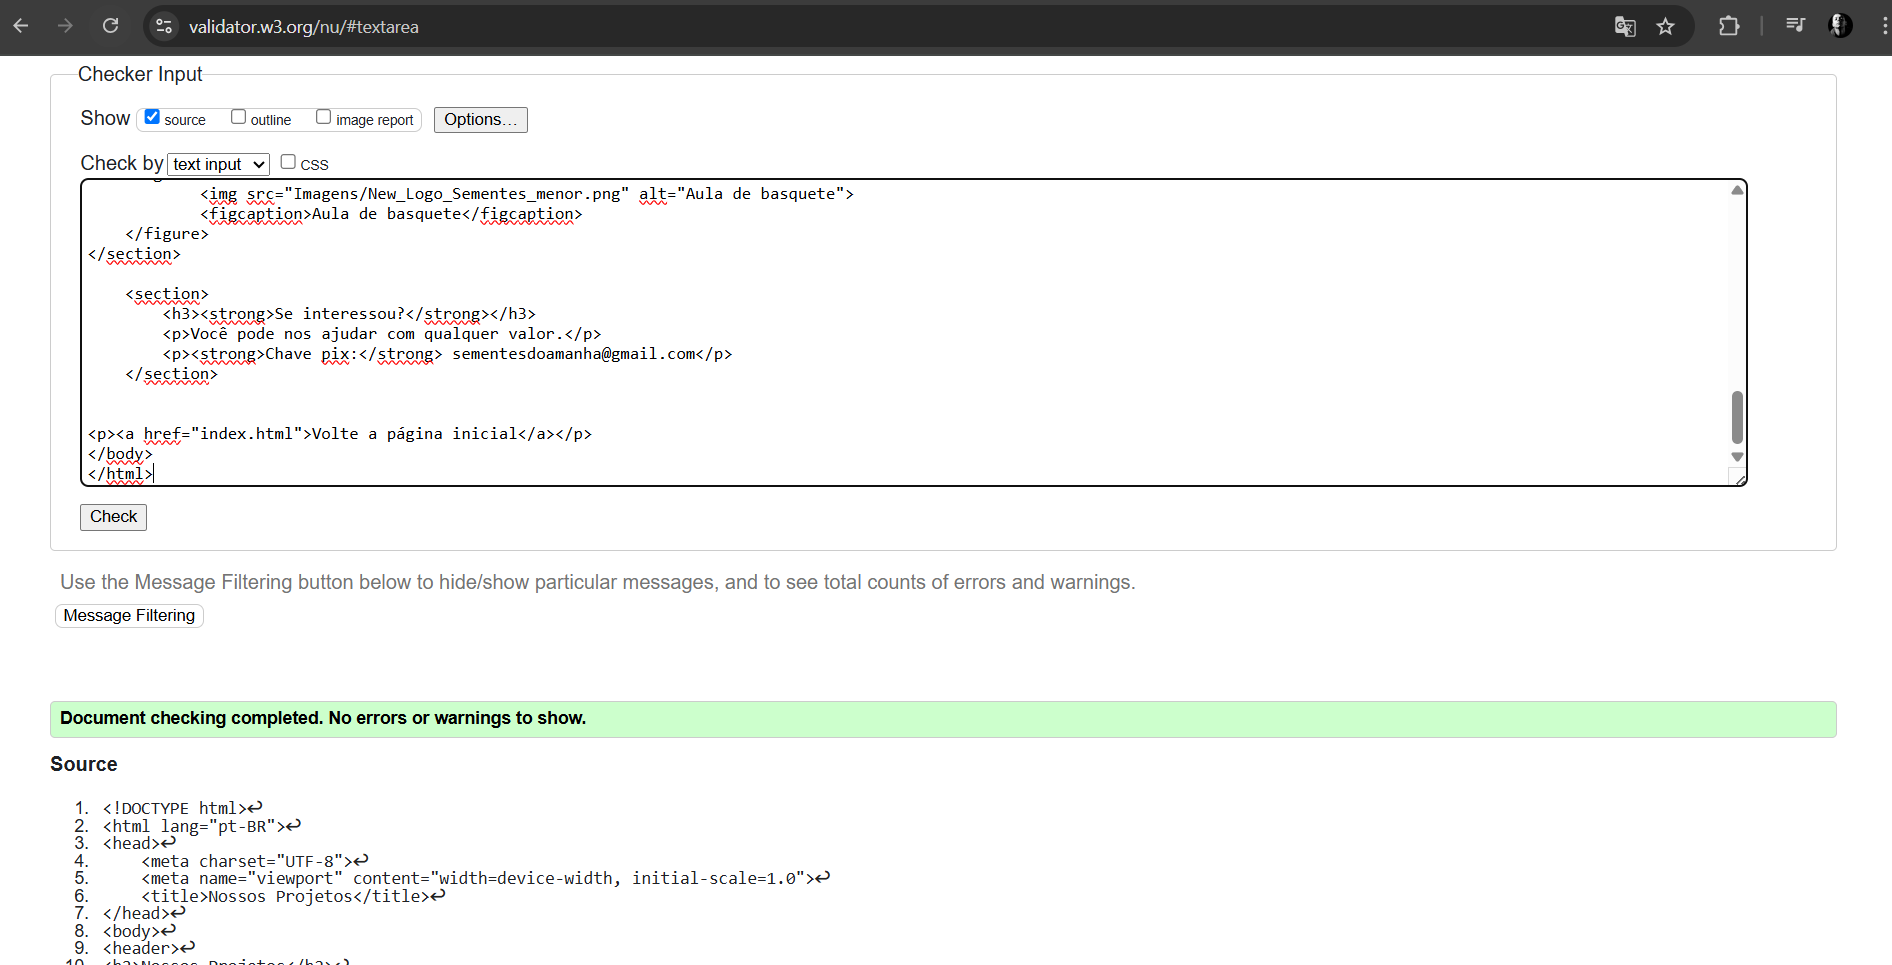 validator.w3.org/nu/#textarea
Checker Input
Show source outline image report Options...
Check by text input CSS
<img src="Imagens/New_Logo_Sementes_menor.png" alt="Aula de basquete">
<figcaption>Aula de basquete</figcaption>
</figure>
</section>
<section>
<h3><strong>Se interessou?</strong></h3>
<p>Você pode nos ajudar com qualquer valor.</p>
<p><strong>Chave pix:</strong> sementesdoamanha@gmail.com</p>
</section>
<p><a href="index.html">Volte a página inicial</a></p>
</body>
</html>
Check
Use the Message Filtering button below to hide/show particular messages, and to see total counts of errors and warnings.
Message Filtering
Document checking completed. No errors or warnings to show.
Source
1. <!DOCTYPE html>↩
2. <html lang="pt-BR">↩
3. <head>↩
4. <meta charset="UTF-8">↩
5. <meta name="viewport" content="width=device-width, initial-scale=1.0">↩
6. <title>Nossos Projetos</title>↩
7. </head>↩
8. <body>↩
9. <header>↩